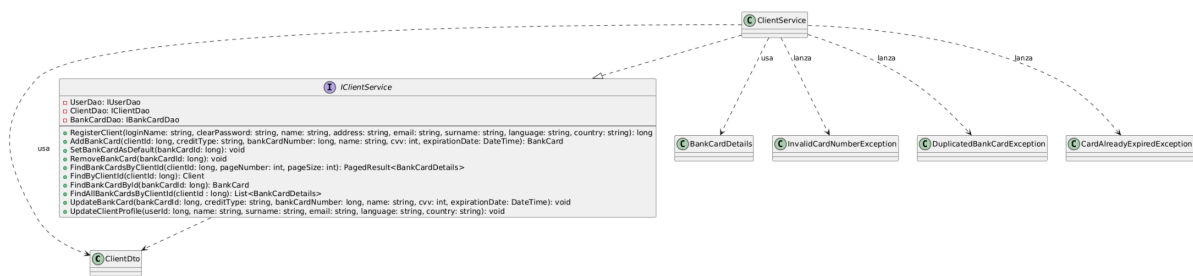 C ClientService
I IClientService
UserDao: IUserDao
ClientDao: IClientDao
BankCardDao: IBankCardDao
RegisterClient(loginName: string, clearPassword: string, name: string, address: string, email: string, surname: string, language: string, country: string): long
AddBankCard(clientId: long, creditType: string, bankCardNumber: long, name: string, cvv: int, expirationDate: DateTime): BankCard
SetBankCardAsDefault(bankCardId: long): void
RemoveBankCard(bankCardId: long): void
FindBankCardsByClientId(clientId: long, pageNumber: int, pageSize: int): PagedResult<BankCardDetails>
FindByClientId(clientId: long): Client
FindBankCardById(bankCardId: long): BankCard
FindAllBankCardsByClientId(clientId : long): List<BankCardDetails>
UpdateBankCard(bankCardId: long, creditType: string, bankCardNumber: long, name: string, cvv: int, expirationDate: DateTime): void
UpdateClientProfile(userId: long, name: string, surname: string, email: string, language: string, country: string): void
usa
usa
lanza
lanza
lanza
C BankCardDetails
C InvalidCardNumberException
C DuplicatedBankCardException
C CardAlreadyExpiredException
C ClientDto